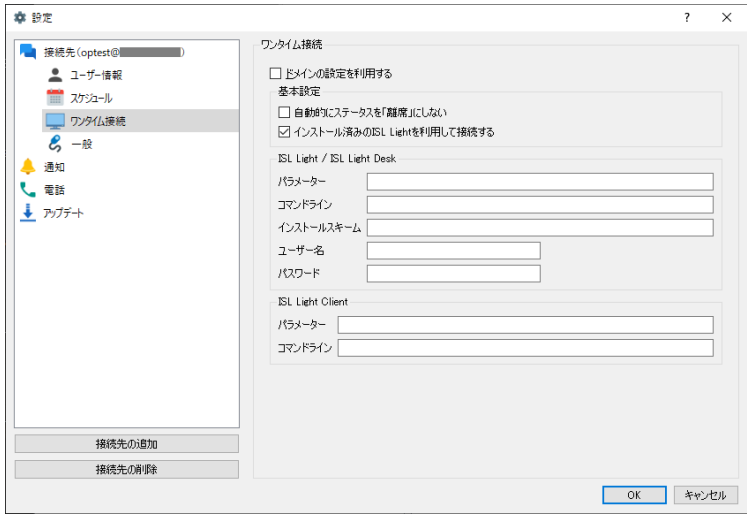 設定
? ×
接続先(optest@ )
ユーザー情報
スケジュール
ワンタイム接続
一般
通知
電話
アップデート
接続先の追加
接続先の削除
ワンタイム接続
ドメインの設定を利用する
基本設定
自動的にステータスを「離席」にしない
インストール済みのISL Lightを利用して接続する
ISL Light / ISL Light Desk
パラメーター
コマンドライン
インストールスキーム
ユーザー名
パスワード
ISL Light Client
パラメーター
コマンドライン
OK
キャンセル